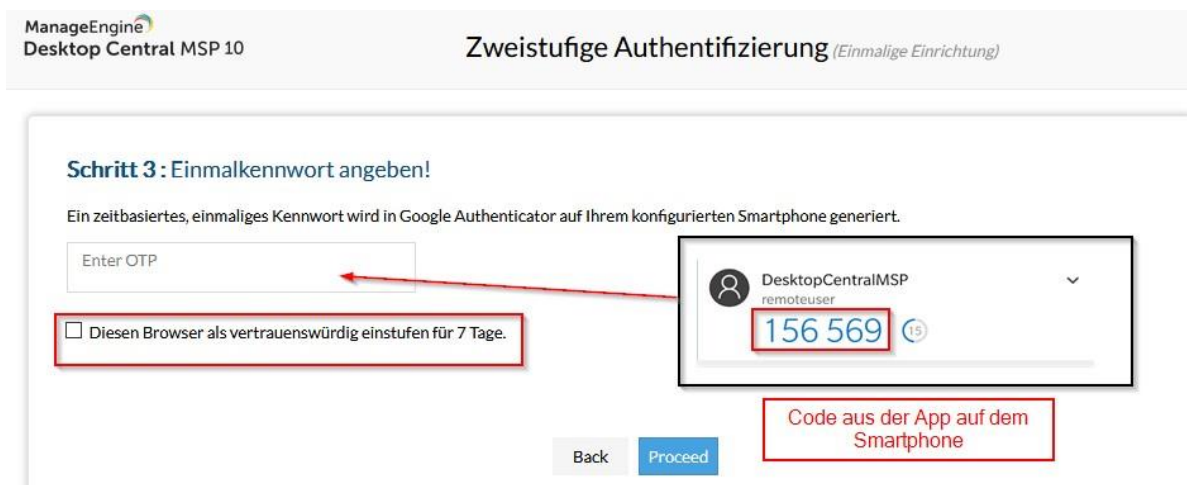 ManageEngine
Desktop Central MSP 10
Zweistufige Authentifizierung (Einmalige Einrichtung)
Schritt 3 : Einmalkennwort angeben!
Ein zeitbasiertes, einmaliges Kennwort wird in Google Authenticator auf Ihrem konfigurierten Smartphone generiert.
Enter OTP
DesktopCentralMSP
remoteuser
156 569
15
Diesen Browser als vertrauenswürdig einstufen für 7 Tage.
Code aus der App auf dem
Smartphone
Back
Proceed